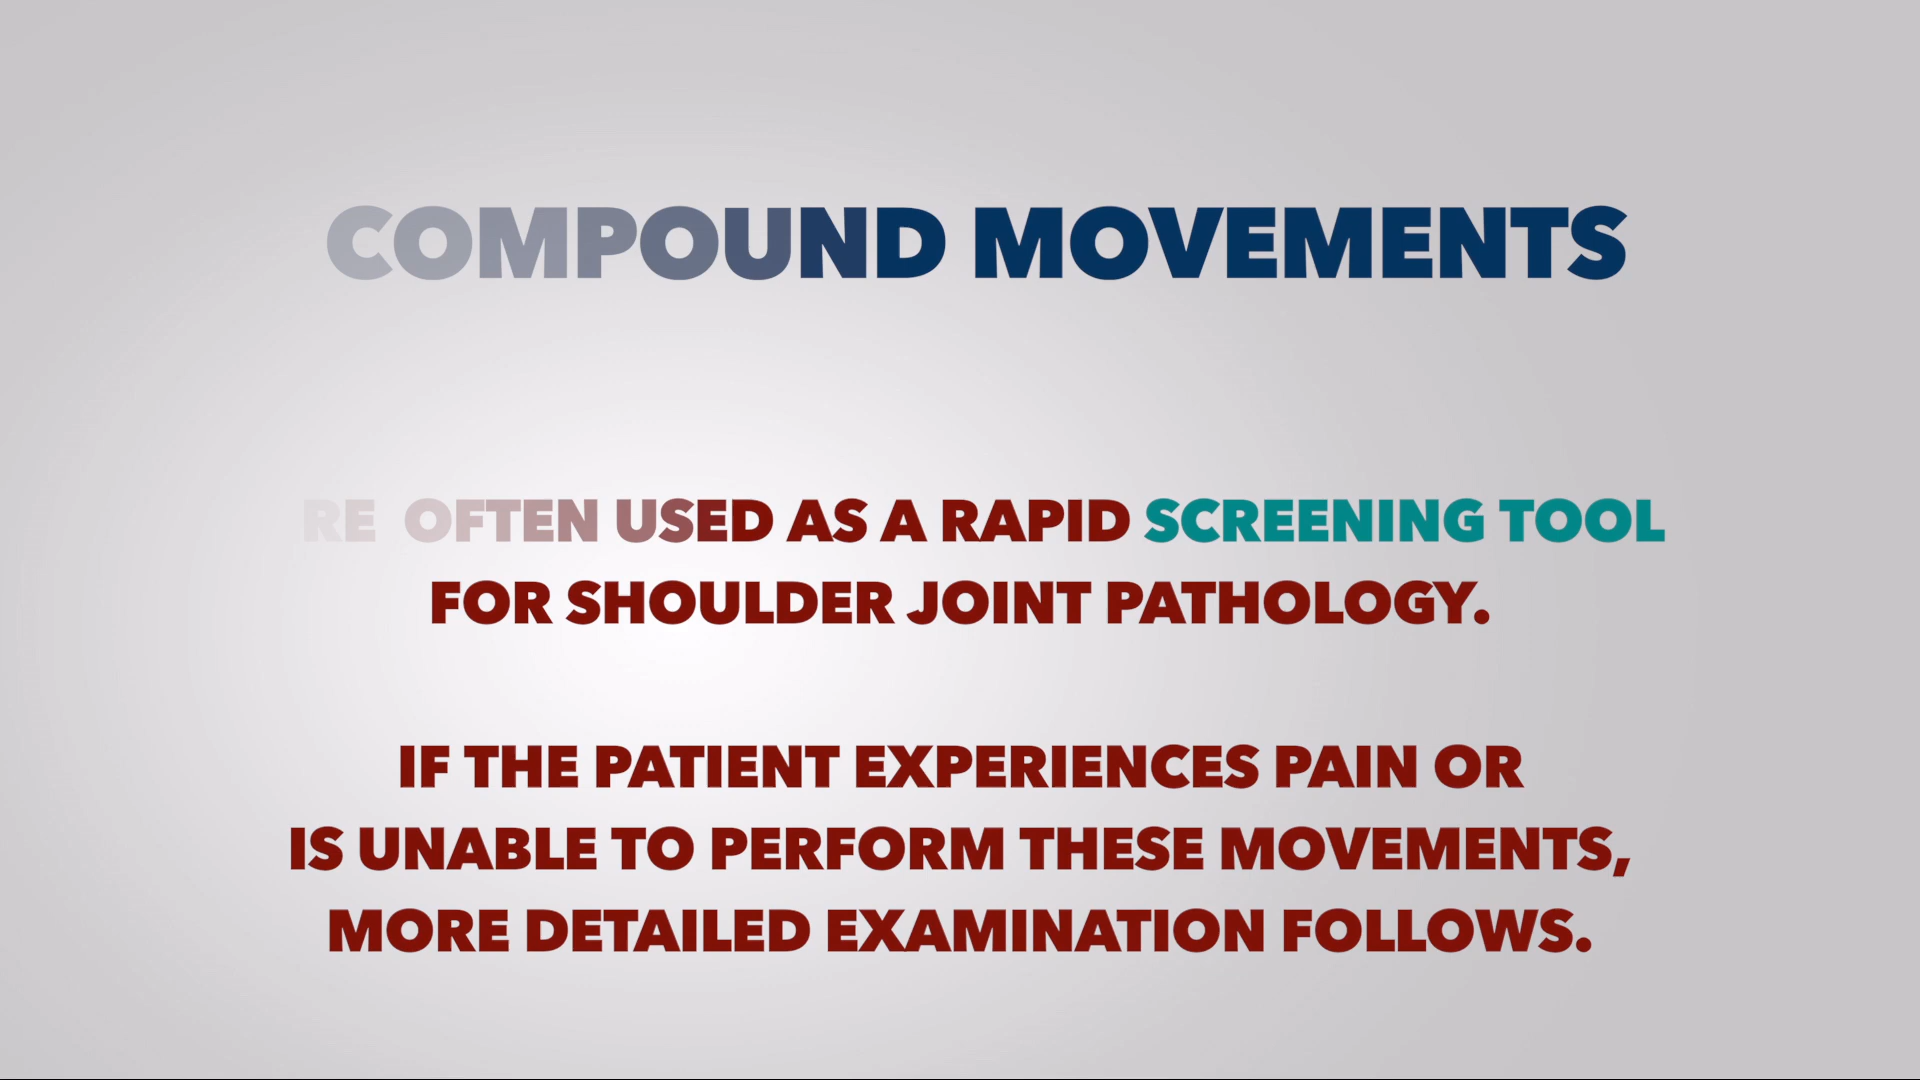 COMPOUND MOVEMENTS
RE OFTEN USED AS A RAPID SCREENING TOOL
FOR SHOULDER JOINT PATHOLOGY.
IF THE PATIENT EXPERIENCES PAIN OR
IS UNABLE TO PERFORM THESE MOVEMENTS,
MORE DETAILED EXAMINATION FOLLOWS.